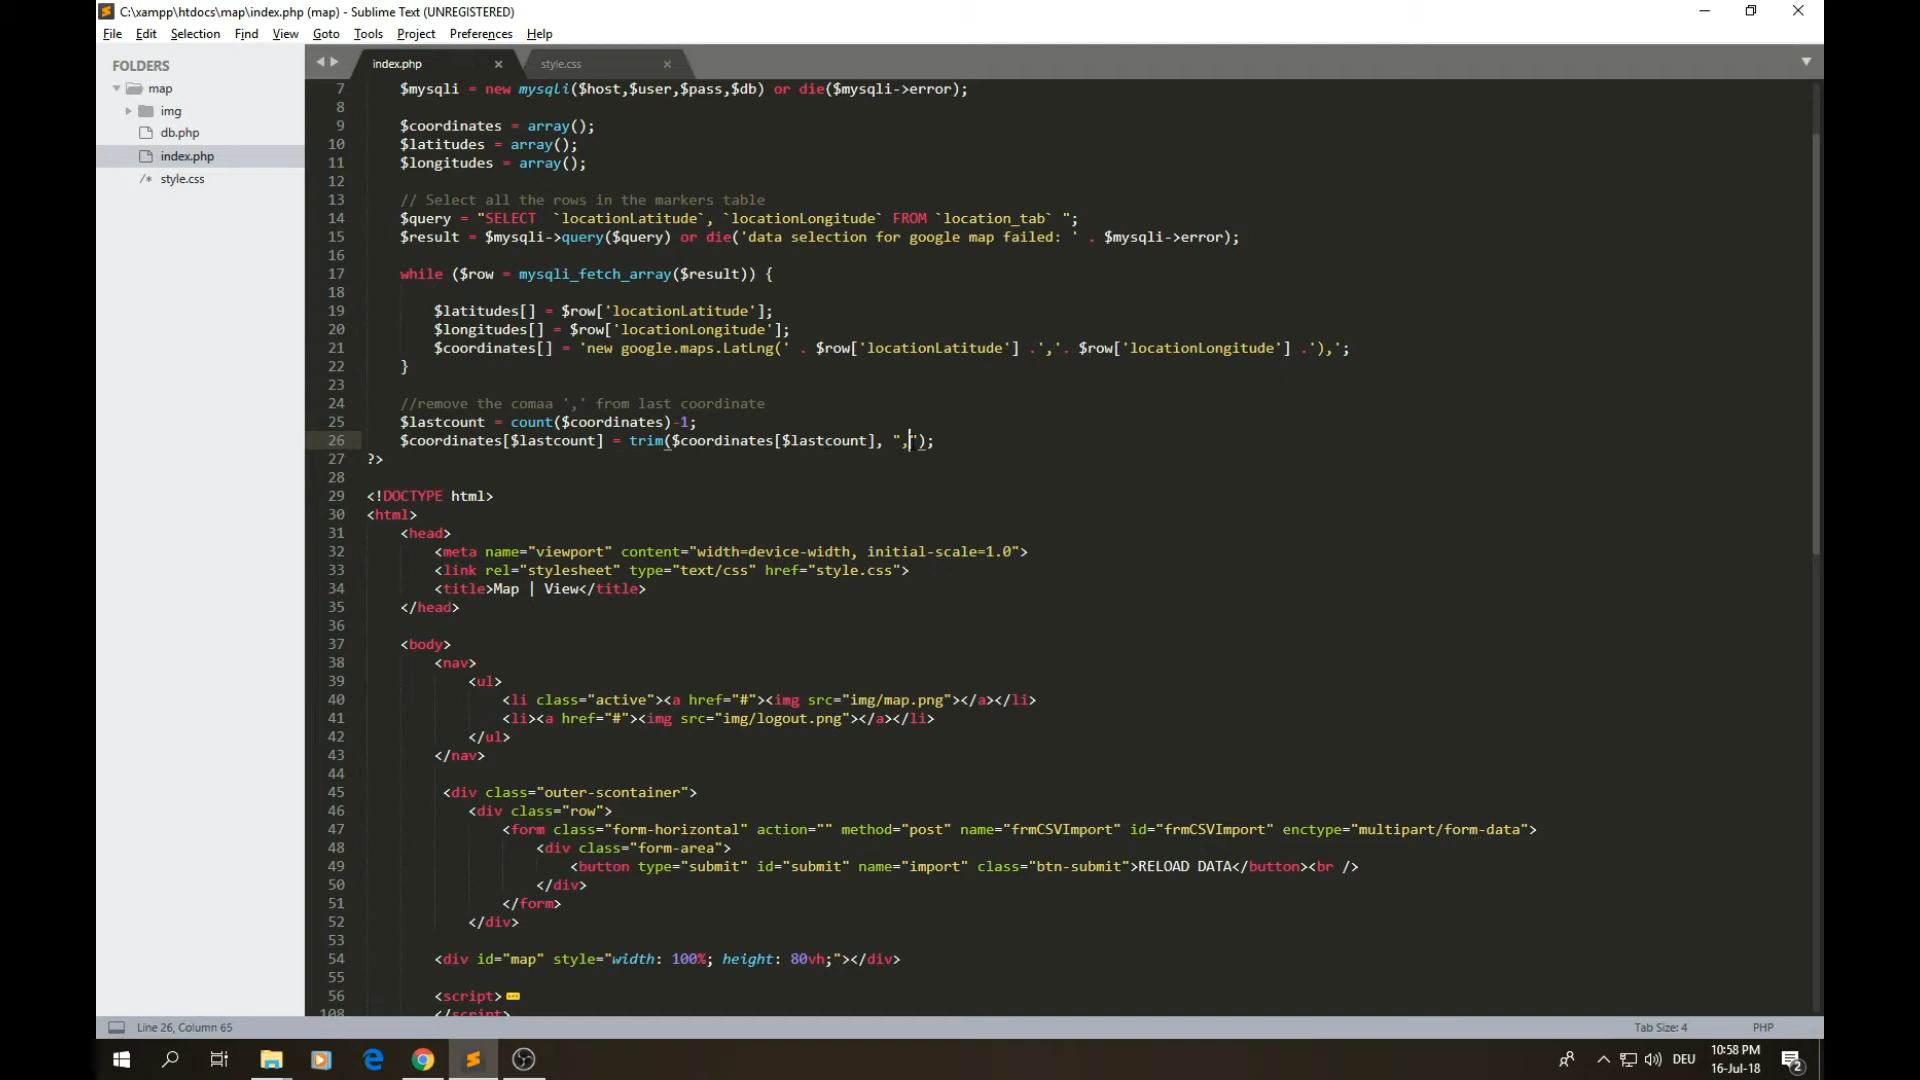 C:\xampp\htdocs\map\index.php (map) - Sublime Text (UNREGISTERED)
File Edit Selection Find View Goto Tools Project Preferences Help
FOLDERS
map
img
db.php
index.php
/* style.css
index.php × style.css ×
7 $mysqli = new mysqli($host,$user,$pass,$db) or die($mysqli->error);
8
9 $coordinates = array();
10 $latitudes = array();
11 $longitudes = array();
12
13 // Select all the rows in the markers table
14 $query = "SELECT  `locationLatitude`, `locationLongitude` FROM `location_tab` ";
15 $result = $mysqli->query($query) or die('data selection for google map failed: ' . $mysqli->error);
16
17 while ($row = mysqli_fetch_array($result)) {
18
19 $latitudes[] = $row['locationLatitude'];
20 $longitudes[] = $row['locationLongitude'];
21 $coordinates[] = 'new google.maps.LatLng(' . $row['locationLatitude'] .','. $row['locationLongitude'] .'),';
22 }
23
24 //remove the comaa ',' from last coordinate
25 $lastcount = count($coordinates)-1;
26 $coordinates[$lastcount] = trim($coordinates[$lastcount], ",");
27 ?>
28
29 <!DOCTYPE html>
30 <html>
31 <head>
32 <meta name="viewport" content="width=device-width, initial-scale=1.0">
33 <link rel="stylesheet" type="text/css" href="style.css">
34 <title>Map | View</title>
35 </head>
36
37 <body>
38 <nav>
39 <ul>
40 <li class="active"><a href="#"><img src="img/map.png"></a></li>
41 <li><a href="#"><img src="img/logout.png"></a></li>
42 </ul>
43 </nav>
44
45 <div class="outer-scontainer">
46 <div class="row">
47 <form class="form-horizontal" action="" method="post" name="frmCSVImport" id="frmCSVImport" enctype="multipart/form-data">
48 <div class="form-area">
49 <button type="submit" id="submit" name="import" class="btn-submit">RELOAD DATA</button><br />
50 </div>
51 </form>
52 </div>
53
54 <div id="map" style="width: 100%; height: 80vh;"></div>
55
56 <script>
108 </script>
Line 26, Column 65 Tab Size: 4 PHP
DEU 10:58 PM 2
16-Jul-18